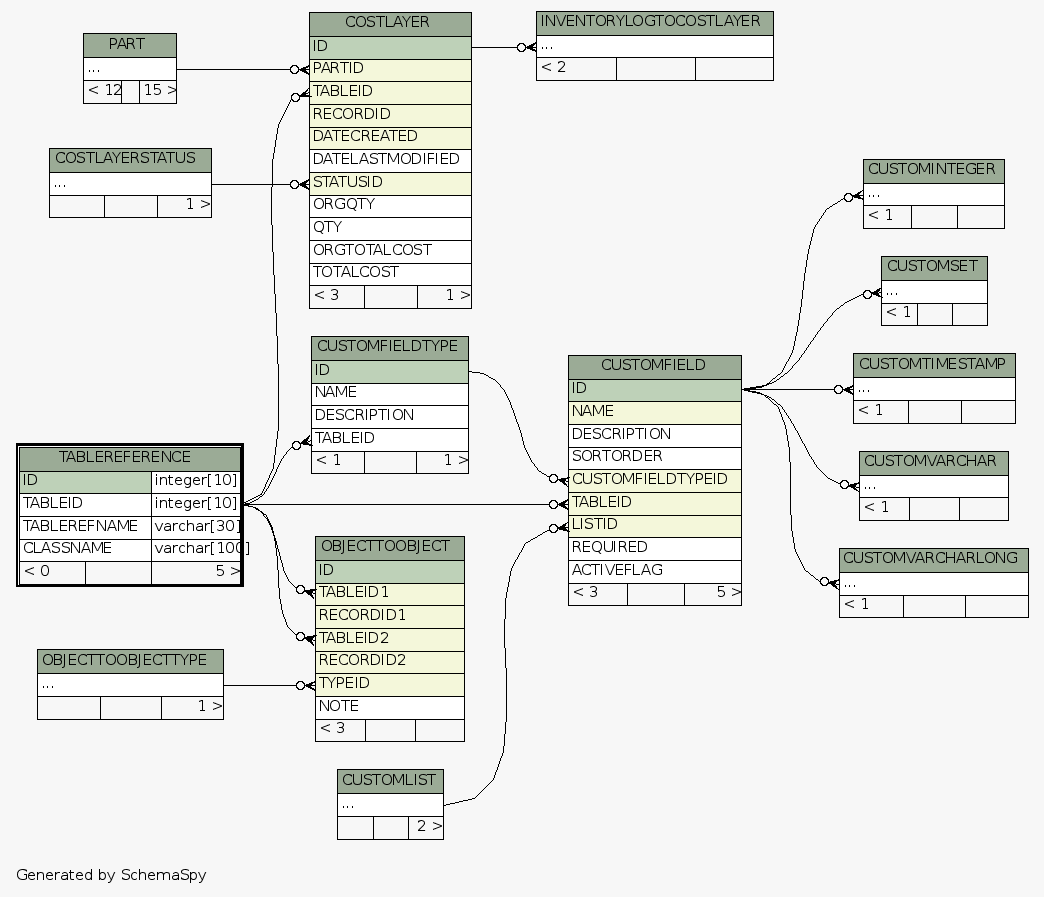 PART
...
< 12 15 >
COSTLAYERSTATUS
...
1 >
COSTLAYER
ID
PARTID
TABLEID
RECORDID
DATECREATED
DATELASTMODIFIED
STATUSID
ORGQTY
QTY
ORGTOTALCOST
TOTALCOST
< 3 1 >
INVENTORYLOGTOCOSTLAYER
...
< 2
CUSTOMFIELDTYPE
ID
NAME
DESCRIPTION
TABLEID
< 1 1 >
TABLEREFERENCE
ID integer[10]
TABLEID integer[10]
TABLEREFNAME varchar[30]
CLASSNAME varchar[100]
< 0 5 >
OBJECTTOOBJECT
ID
TABLEID1
RECORDID1
TABLEID2
RECORDID2
TYPEID
NOTE
< 3
OBJECTTOOBJECTTYPE
...
1 >
CUSTOMLIST
...
2 >
CUSTOMFIELD
ID
NAME
DESCRIPTION
SORTORDER
CUSTOMFIELDTYPEID
TABLEID
LISTID
REQUIRED
ACTIVEFLAG
< 3 5 >
CUSTOMINTEGER
...
< 1
CUSTOMSET
...
< 1
CUSTOMTIMESTAMP
...
< 1
CUSTOMVARCHAR
...
< 1
CUSTOMVARCHARLONG
...
< 1
Generated by SchemaSpy